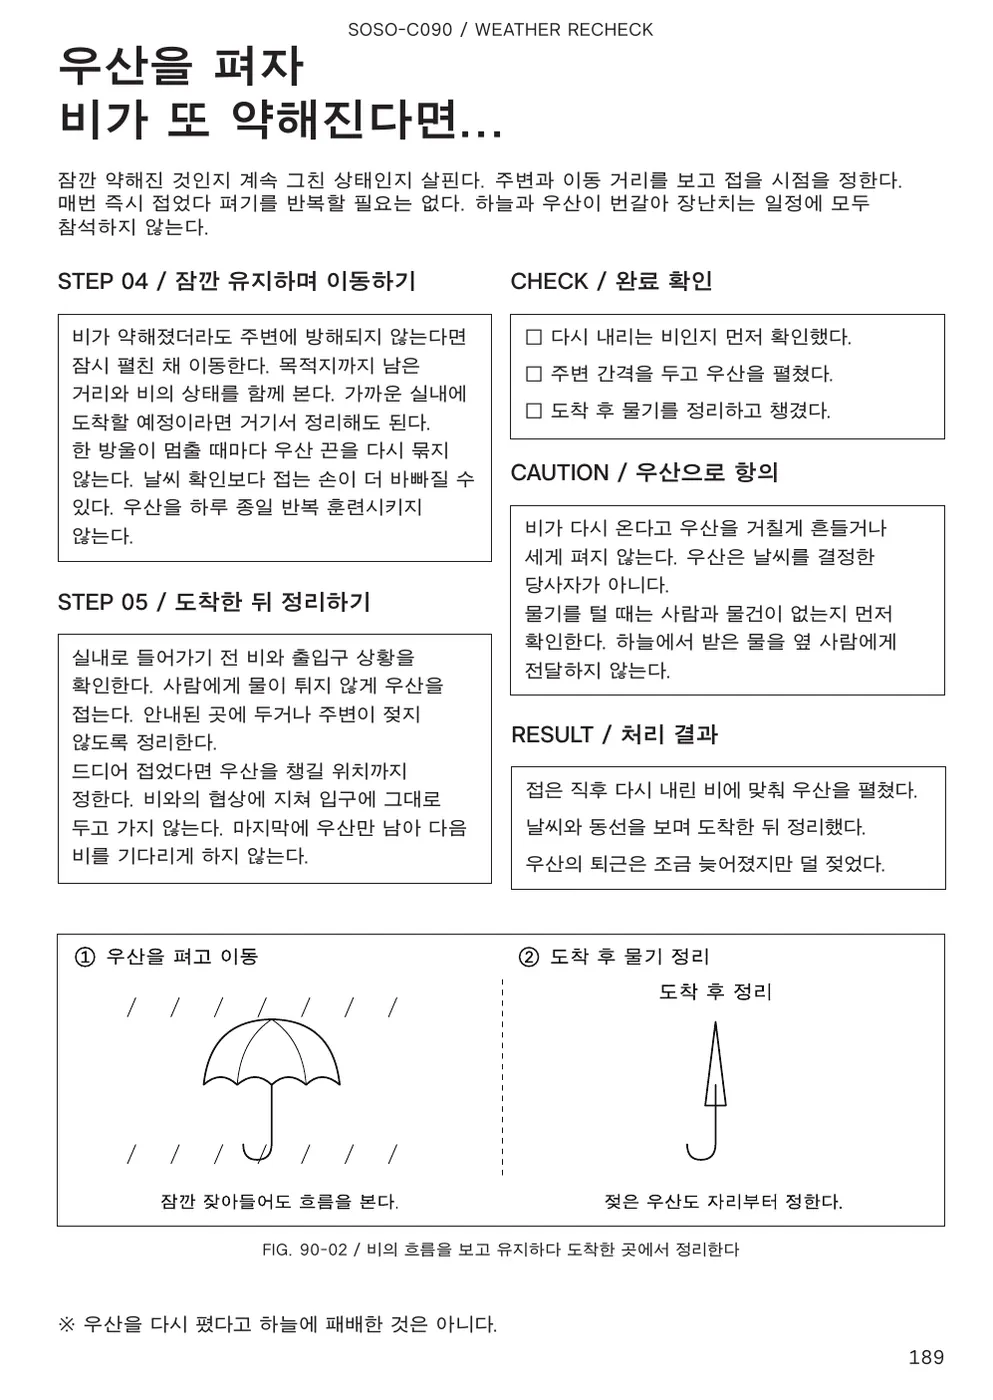 SOSO-C090 / WEATHER RECHECK
우산을 펴자
비가 또 약해진다면...
잠깐 약해진 것인지 계속 그친 상태인지 살핀다. 주변과 이동 거리를 보고 접을 시점을 정한다.
매번 즉시 접었다 펴기를 반복할 필요는 없다. 하늘과 우산이 번갈아 장난치는 일정에 모두
참석하지 않는다.
STEP 04 / 잠깐 유지하며 이동하기
비가 약해졌더라도 주변에 방해되지 않는다면
잠시 펼친 채 이동한다. 목적지까지 남은
거리와 비의 상태를 함께 본다. 가까운 실내에
도착할 예정이라면 거기서 정리해도 된다.
한 방울이 멈출 때마다 우산 끈을 다시 묶지
않는다. 날씨 확인보다 접는 손이 더 바빠질 수
있다. 우산을 하루 종일 반복 훈련시키지
않는다.
STEP 05 / 도착한 뒤 정리하기
실내로 들어가기 전 비와 출입구 상황을
확인한다. 사람에게 물이 튀지 않게 우산을
접는다. 안내된 곳에 두거나 주변이 젖지
않도록 정리한다.
드디어 접었다면 우산을 챙길 위치까지
정한다. 비와의 협상에 지쳐 입구에 그대로
두고 가지 않는다. 마지막에 우산만 남아 다음
비를 기다리게 하지 않는다.
CHECK / 완료 확인
□ 다시 내리는 비인지 먼저 확인했다.
□ 주변 간격을 두고 우산을 펼쳤다.
□ 도착 후 물기를 정리하고 챙겼다.
CAUTION / 우산으로 항의
비가 다시 온다고 우산을 거칠게 흔들거나
세게 펴지 않는다. 우산은 날씨를 결정한
당사자가 아니다.
물기를 털 때는 사람과 물건이 없는지 먼저
확인한다. 하늘에서 받은 물을 옆 사람에게
전달하지 않는다.
RESULT / 처리 결과
접은 직후 다시 내린 비에 맞춰 우산을 펼쳤다.
날씨와 동선을 보며 도착한 뒤 정리했다.
우산의 퇴근은 조금 늦어졌지만 덜 젖었다.
① 우산을 펴고 이동
잠깐 잦아들어도 흐름을 본다.
② 도착 후 물기 정리
도착 후 정리
젖은 우산도 자리부터 정한다.
FIG. 90-02 / 비의 흐름을 보고 유지하다 도착한 곳에서 정리한다
※ 우산을 다시 폈다고 하늘에 패배한 것은 아니다.
189